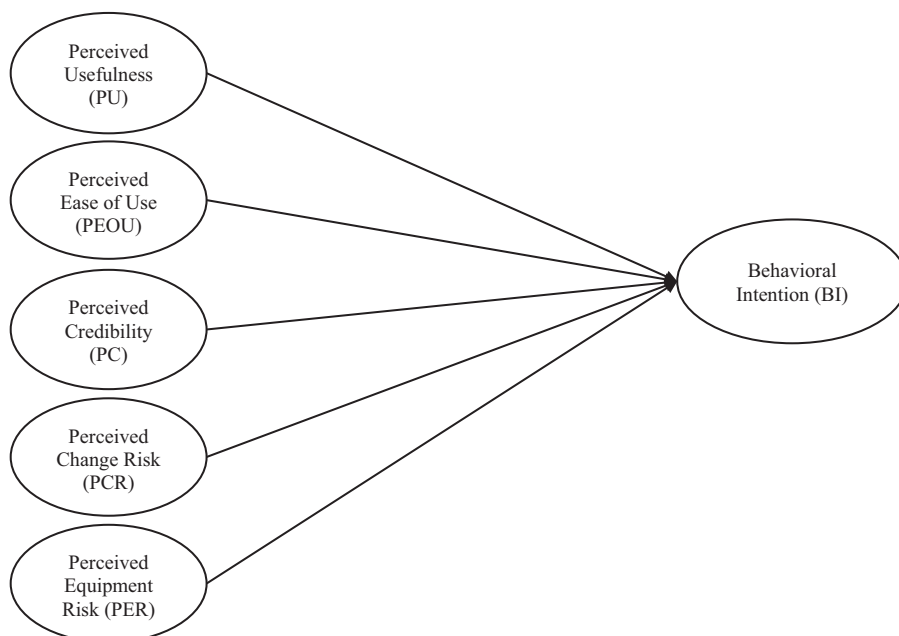 Perceived
Usefulness
(PU)
Perceived
Ease of Use
(PEOU)
Perceived
Credibility
(PC)
Perceived
Change Risk
(PCR)
Perceived
Equipment
Risk (PER)
Behavioral
Intention (BI)